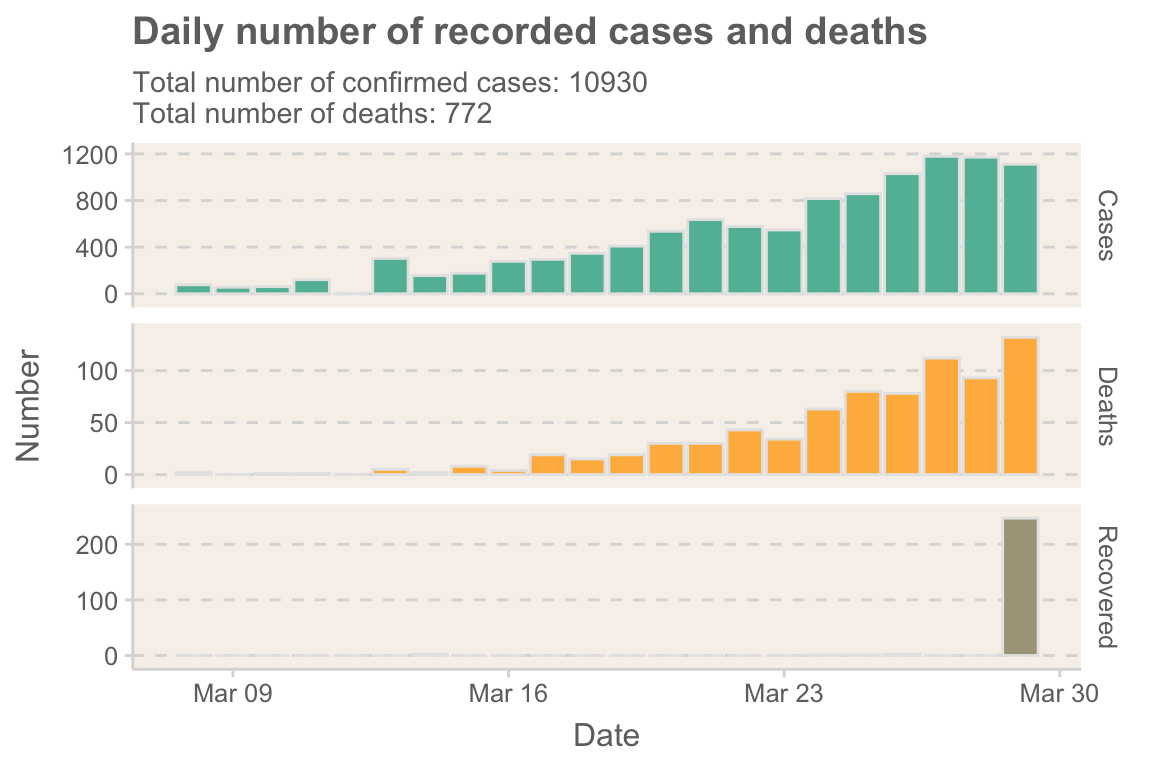 Daily number of recorded cases and deaths
Total number of confirmed cases: 10930
Total number of deaths: 772
1200
800
400
0
Cases
100
50
0
Deaths
200
100
0
Recovered
Number
Mar 09
Mar 16
Mar 23
Mar 30
Date